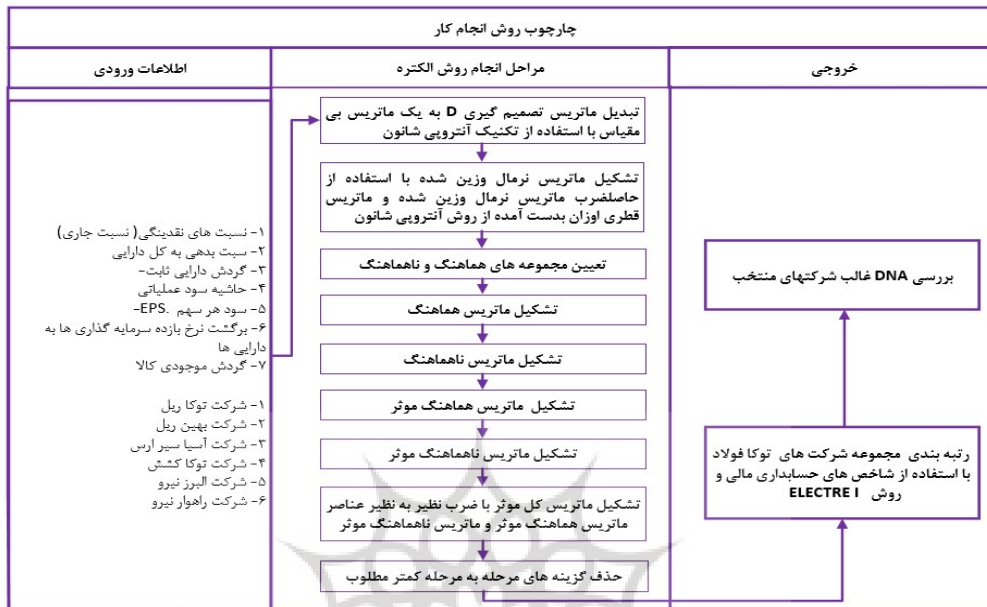 چارچوب روش انجام کار
خروجی
مراحل انجام روش الکتره
اطلاعات ورودی
تبدیل ماتریس تصمیم گیری D به یک ماتریس بی
مقیاس با استفاده از تکنیک آنتروپی شانون
تشکیل ماتریس نرمال وزین شده با استفاده از
حاصلضرب ماتریس نرمال وزین شده و ماتریس
قطری اوزان بدست آمده از روش آنتروپی شانون
تعیین مجموعه های هماهنگ و ناهماهنگ
تشکیل ماتریس هماهنگ
تشکیل ماتریس ناهماهنگ
تشکیل ماتریس هماهنگ موثر
تشکیل ماتریس ناهماهنگ موثر
تشکیل ماتریس کل موثر با ضرب نظیر به نظیر عناصر
ماتریس هماهنگ موثر و ماتریس ناهماهنگ موثر
حذف گزینه های مرحله به مرحله کمتر مطلوب
۱- نسبت های نقدینگی( نسبت جاری)
۲- سبت بدهی به کل دارایی
۳- گردش دارایی ثابت-
۴- حاشیه سود عملیاتی
۵- سود هر سهم .EPS-
۶- برگشت نرخ بازده سرمایه گذاری ها به
دارایی ها
۷- گردش موجودی کالا
۱- شرکت توکا ریل
۲- شرکت بهین ریل
۳- شرکت آسیا سیر ارس
۴- شرکت توکا کشش
۵- شرکت البرز نیرو
۶- شرکت راهوار نیرو
بررسی DNA غالب شرکتهای منتخب
رتبه بندی مجموعه شرکت های توکا فولاد
با استفاده از شاخص های حسابداری مالی و
روش ELECTRE I